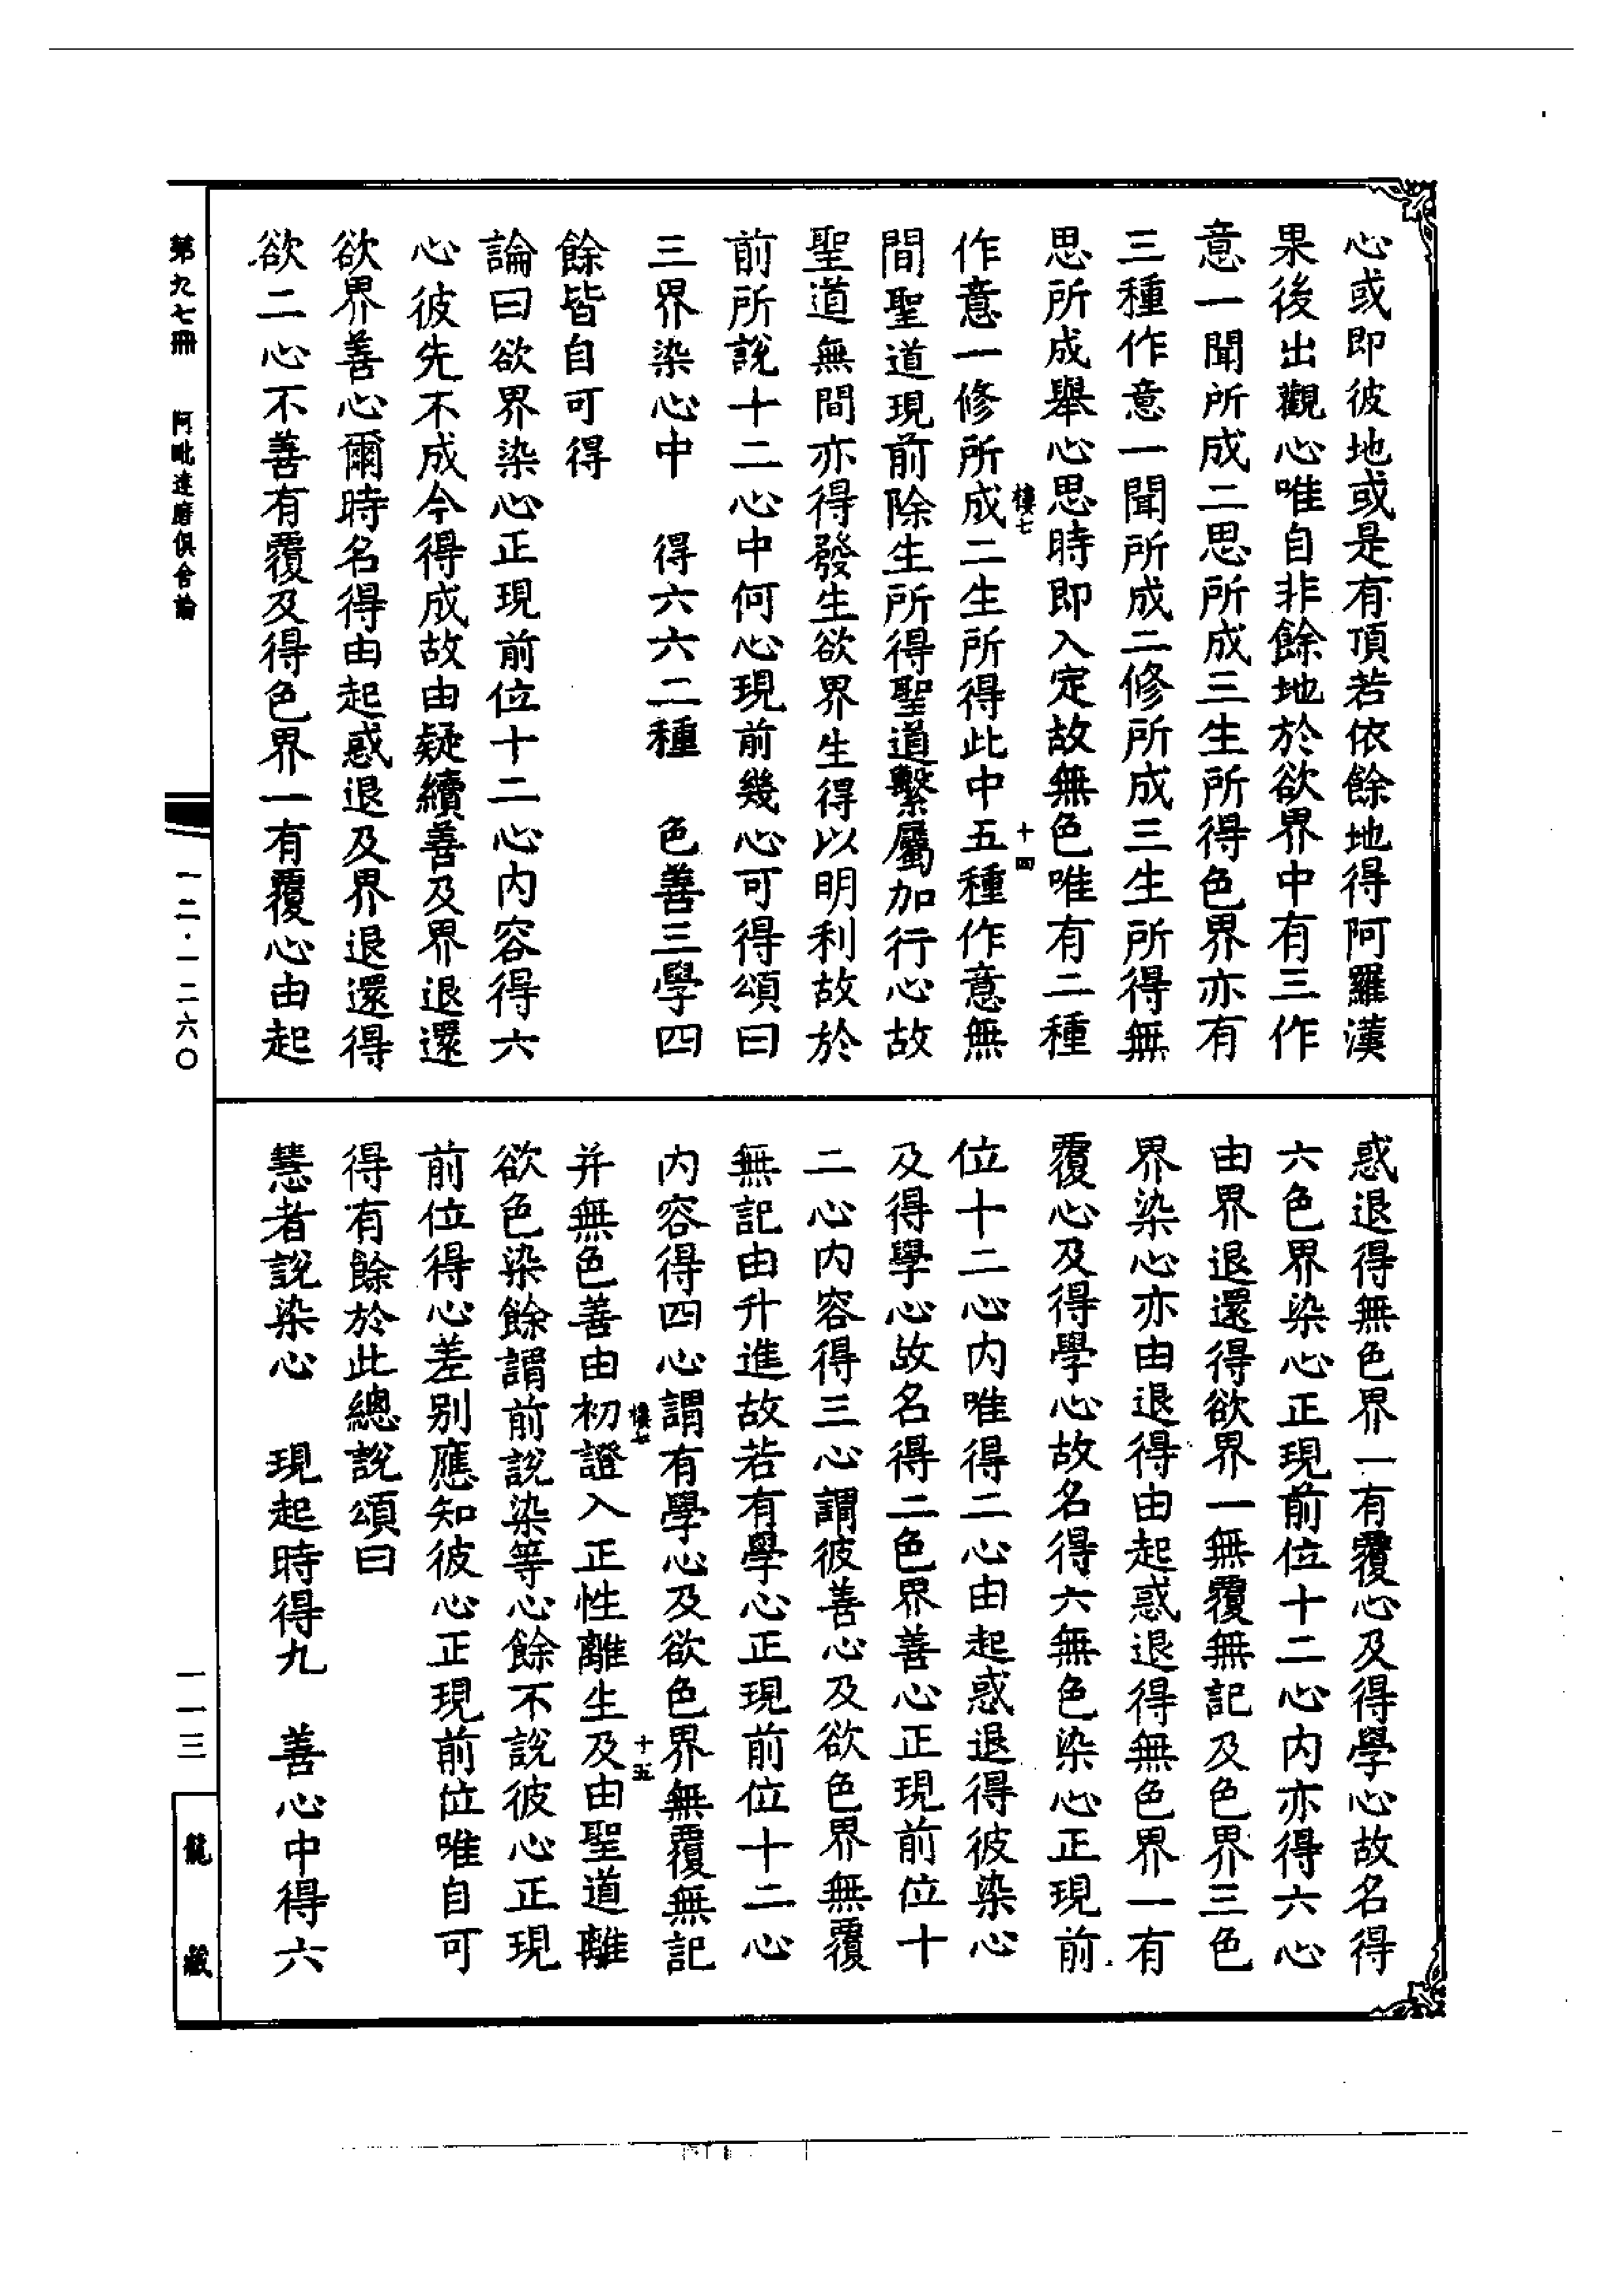 心或即彼地或是有頂若依餘地得阿羅漢
果後出觀心唯自非餘地於欲界中有三作
意一聞所成二思所成三生所得色界亦有
三種作意一聞所成二修所成三生所得無
思所成舉心思時即入定故無色唯有二種
樓七
十四
作意一修所成二生所得此中五種作意無
間聖道現前除生所得聖道繫屬加行心故
聖道無間亦得發生欲界生得以明利故於
前所說十二心中何心現前幾心可得頌曰
三界染心中　得六六二種　色善三學四
餘皆自可得
論曰欲界染心正現前位十二心內容得六
心彼先不成今得成故由疑續善及界退還
欲界善心爾時名得由起惑退及界退還得
欲二心不善有覆及得色界一有覆心由起
惑退得無色界一有覆心及得學心故名得
六色界染心正現前位十二心內亦得六心
由界退還得欲界一無覆無記及色界三色
界染心亦由退得由起惑退得無色界一有
覆心及得學心故名得六無色染心正現前
位十二心內唯得二心由起惑退得彼染心
及得學心故名得二色界善心正現前位十
二心內容得三心謂彼善心及欲色界無覆
無記由升進故若有學心正現前位十二心
內容得四心謂有學心及欲色界無覆無記
樓七
十五
并無色善由初證入正性離生及由聖道離
欲色染餘謂前說染等心餘不說彼心正現
前位得心差別應知彼心正現前位唯自可
得有餘於此總說頌曰
慧者說染心　現起時得九　善心中得六
第九七冊　阿毗達磨俱舍論
一二·一二六〇
一一三
龍藏